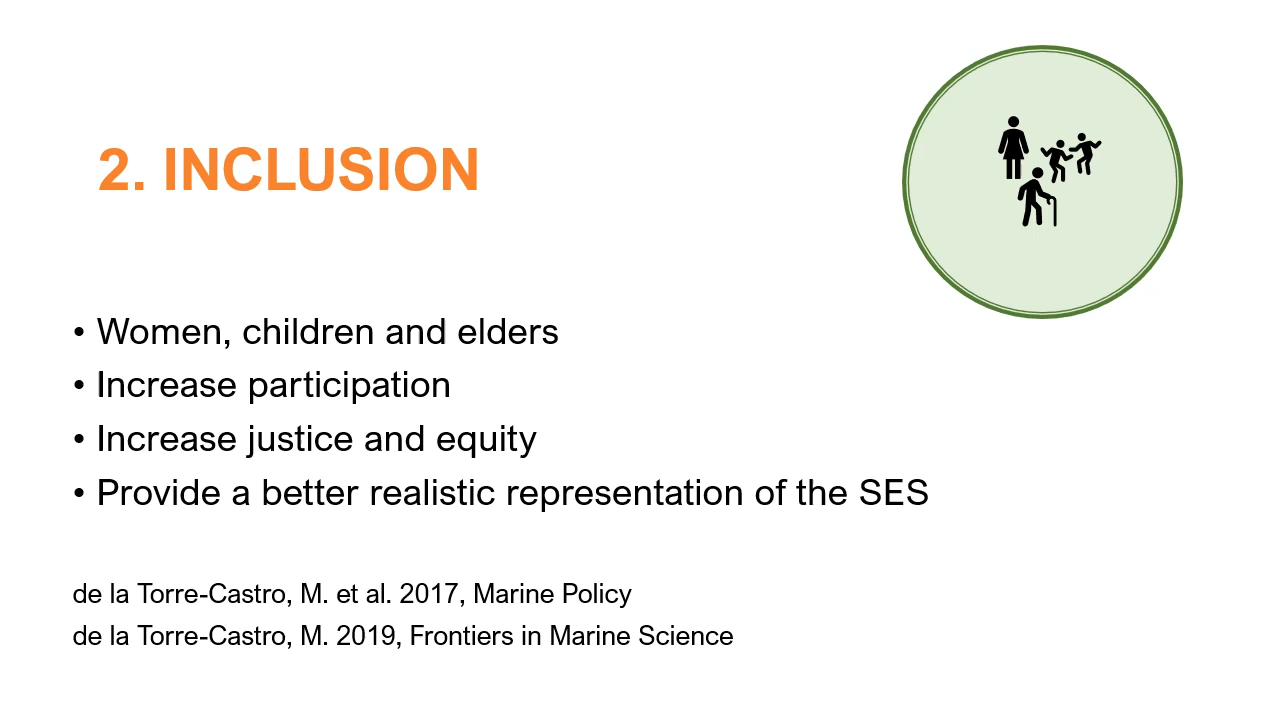 2. INCLUSION
• Women, children and elders
• Increase participation
• Increase justice and equity
• Provide a better realistic representation of the SES
de la Torre-Castro, M. et al. 2017, Marine Policy
de la Torre-Castro, M. 2019, Frontiers in Marine Science